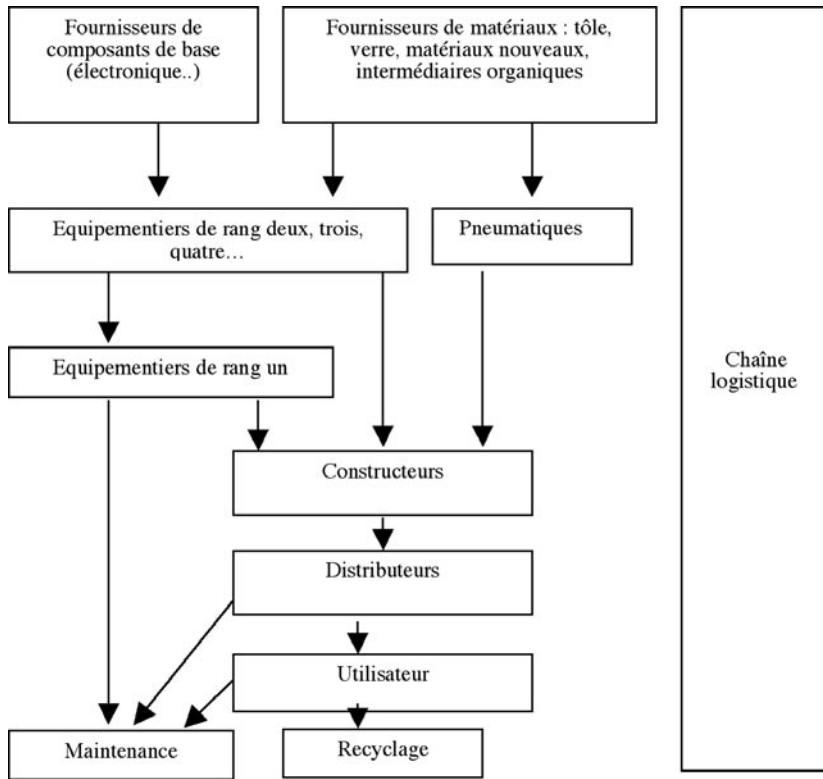 Fournisseurs de
composants de base
(électronique..)
Fournisseurs de matériaux : tôle,
verre, matériaux nouveaux,
intermédiaires organiques
Equipementiers de rang deux, trois,
quatre…
Pneumatiques
Equipementiers de rang un
Chaîne
logistique
Constructeurs
Distributeurs
Utilisateur
Maintenance
Recyclage